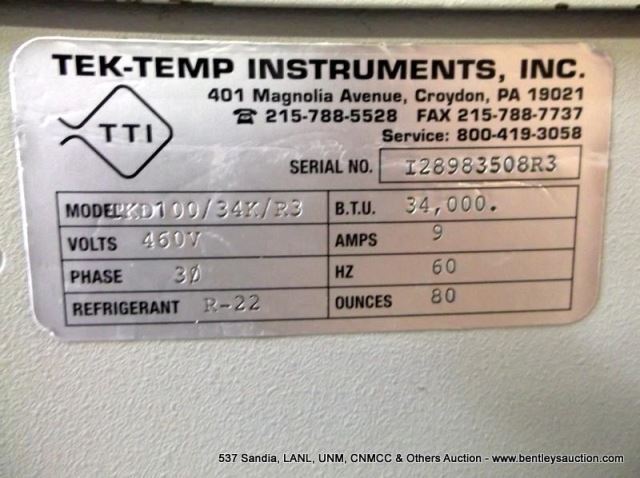 TEK-TEMP INSTRUMENTS, INC.
401 Magnolia Avenue, Croydon, PA 19021
☎ 215-788-5528 FAX 215-788-7737
Service: 800-419-3058
TTI
SERIAL NO. I28983508R3
MODEL TKD100/34K/R3 B.T.U. 34,000.
VOLTS 460V AMPS 9
PHASE 3Ø HZ 60
REFRIGERANT R-22 OUNCES 80
537 Sandia, LANL, UNM, CNMCC & Others Auction - www.bentleysauction.com